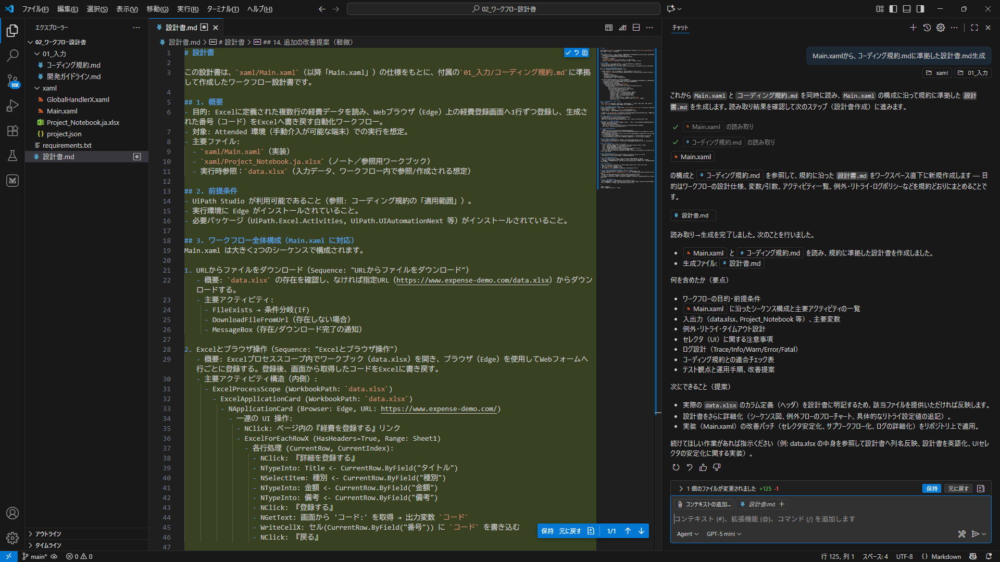 ファイル(F) 編集(E) 選択(S) 表示(V) 移動(G) 実行(R) ターミナル(T) ヘルプ(H)
02_ワークフロー設計書
エクスプローラー
02_ワークフロー設計書
01_入力
コーディング規約.md
開発ガイドライン.md
xaml
GlobalHandlerX.xaml
Main.xaml
Project_Notebook.ja.xlsx
project.json
requirements.txt
設計書.md
10K
アウトライン
タイムライン
設計書.md
設計書.md > # 設計書 > ## 14. 追加の改善提案（軽微）
1 # 設計書
2
3 この設計書は、`xaml/Main.xaml`（以降「Main.xaml」）の仕様をもとに、付属の`01_入力/コーディング規約.md`に準拠
して作成したワークフロー設計書です。
4
5 ## 1. 概要
6 - 目的: Excelに定義された複数行の経費データを読み、Webブラウザ（Edge）上の経費登録画面へ1行ずつ登録し、生成さ
れた番号（コード）をExcelへ書き戻す自動化ワークフロー。
7 - 対象: Attended 環境（手動介入が可能な端末）での実行を想定。
8 - 主要ファイル:
9 - `xaml/Main.xaml`（実装）
10 - `xaml/Project_Notebook.ja.xlsx`（ノート／参照用ワークブック）
11 - 実行時参照：`data.xlsx`（入力データ、ワークフロー内で参照/作成される想定）
12
13 ## 2. 前提条件
14 - UiPath Studio が利用可能であること（参照: コーディング規約の「適用範囲」）。
15 - 実行環境に Edge がインストールされていること。
16 - 必要パッケージ（UiPath.Excel.Activities, UiPath.UIAutomationNext 等）がインストールされていること。
17
18 ## 3. ワークフロー全体構成（Main.xaml に対応）
19 Main.xaml は大きく2つのシーケンスで構成されます。
20
21 1. URLからファイルをダウンロード（Sequence: "URLからファイルをダウンロード"）
22 - 概要: `data.xlsx` の存在を確認し、なければ指定URL（https://www.expense-demo.com/data.xlsx）からダウン
ロードする。
23 - 主要アクティビティ:
24 - FileExists → 条件分岐(If)
25 - DownloadFileFromUrl（存在しない場合）
26 - MessageBox（存在/ダウンロード完了の通知）
27
28 2. Excelとブラウザ操作（Sequence: "Excelとブラウザ操作"）
29 - 概要: Excelプロセススコープ内でワークブック（data.xlsx）を開き、ブラウザ（Edge）を使用してWebフォームへ
行ごとに登録する。登録後、画面から取得したコードをExcelに書き戻す。
30 - 主要アクティビティ構造（内側）:
31 - ExcelProcessScope (WorkbookPath: `data.xlsx`)
32 - ExcelApplicationCard (WorkbookPath: `data.xlsx`)
33 - NApplicationCard (Browser: Edge, URL: https://www.expense-demo.com/)
34 - 一連の UI 操作:
35 - NClick: ページ内の『経費を登録する』リンク
36 - ExcelForEachRowX (HasHeaders=True, Range: Sheet1)
37 - 各行処理 (CurrentRow, CurrentIndex):
38 - NClick: 『詳細を登録する』
39 - NTypeInto: Title <- CurrentRow.ByField("タイトル")
40 - NSelectItem: 種別 <- CurrentRow.ByField("種別")
41 - NTypeInto: 金額 <- CurrentRow.ByField("金額")
42 - NTypeInto: 備考 <- CurrentRow.ByField("備考")
43 - NClick: 『登録する』
44 - NGetText: 画面から 'コード:' を取得 → 出力変数 `コード`
45 - WriteCellX: セル(CurrentRow.ByField("番号")) に `コード` を書き込む
46 - NClick: 『戻る』
47
保持 元に戻す 1/1
チャット
Main.xamlから、コーディング規約.mdに準拠した設計書.md生成
xaml 01_入力
これから Main.xaml と コーディング規約.md を同時に読み、Main.xaml の構成に沿って規約に準拠した 設計
書.md を生成します。読み取り結果を確認して次のステップ（設計書作成）に進みます。
Main.xaml の読み取り
コーディング規約.md の読み取り
Main.xaml
の構成と コーディング規約.md を参照して、規約に沿った 設計書.md をワークスペース直下に新規作成します — 目
的はワークフローの設計仕様、変数/引数、アクティビティ一覧、例外・リトライ・ログポリシーなどを規約どおりにまとめることで
す。
設計書.md
読み取り→生成を完了しました。次のことを行いました。
• Main.xaml と コーディング規約.md を読み、規約に準拠した設計書を作成しました。
• 生成ファイル: 設計書.md
何を含めたか（要点）
• ワークフローの目的・前提条件
• Main.xaml に沿ったシーケンス構成と主要アクティビティの一覧
• 入出力（data.xlsx、Project_Notebook 等）、主要変数
• 例外・リトライ・タイムアウト設計
• セレクタ（UI）に関する注意事項
• ログ設計（Trace/Info/Warn/Error/Fatal）
• コーディング規約との適合チェック表
• テスト観点と運用手順、改善提案
次にできること（提案）
• 実際の data.xlsx のカラム定義（ヘッダ）を設計書に明記するため、該当ファイルを提供いただければ反映します。
• 設計書をさらに詳細化（シーケンス図、例外フローのフローチャート、具体的なリトライ設定値の追記）。
• 実装（Main.xaml）の改善パッチ（セレクタ安定化、サブワークフロー化、ログの詳細化）をリポジトリ上で適用。
続けてほしい作業があれば指示ください（例: data.xlsx の中身を参照して設計書へ列名反映、設計書を英語化、UIセレ
クタの安定化に関する実装）。
1 個のファイルが変更されました +125 -1 保持 元に戻す
コンテキストの追加... 設計書.md
コンテキスト (#)、拡張機能 (@)、コマンド (/) を追加します
Agent GPT-5 mini
main* 0 0 行 125、列 1 スペース: 4 UTF-8 {} Markdown